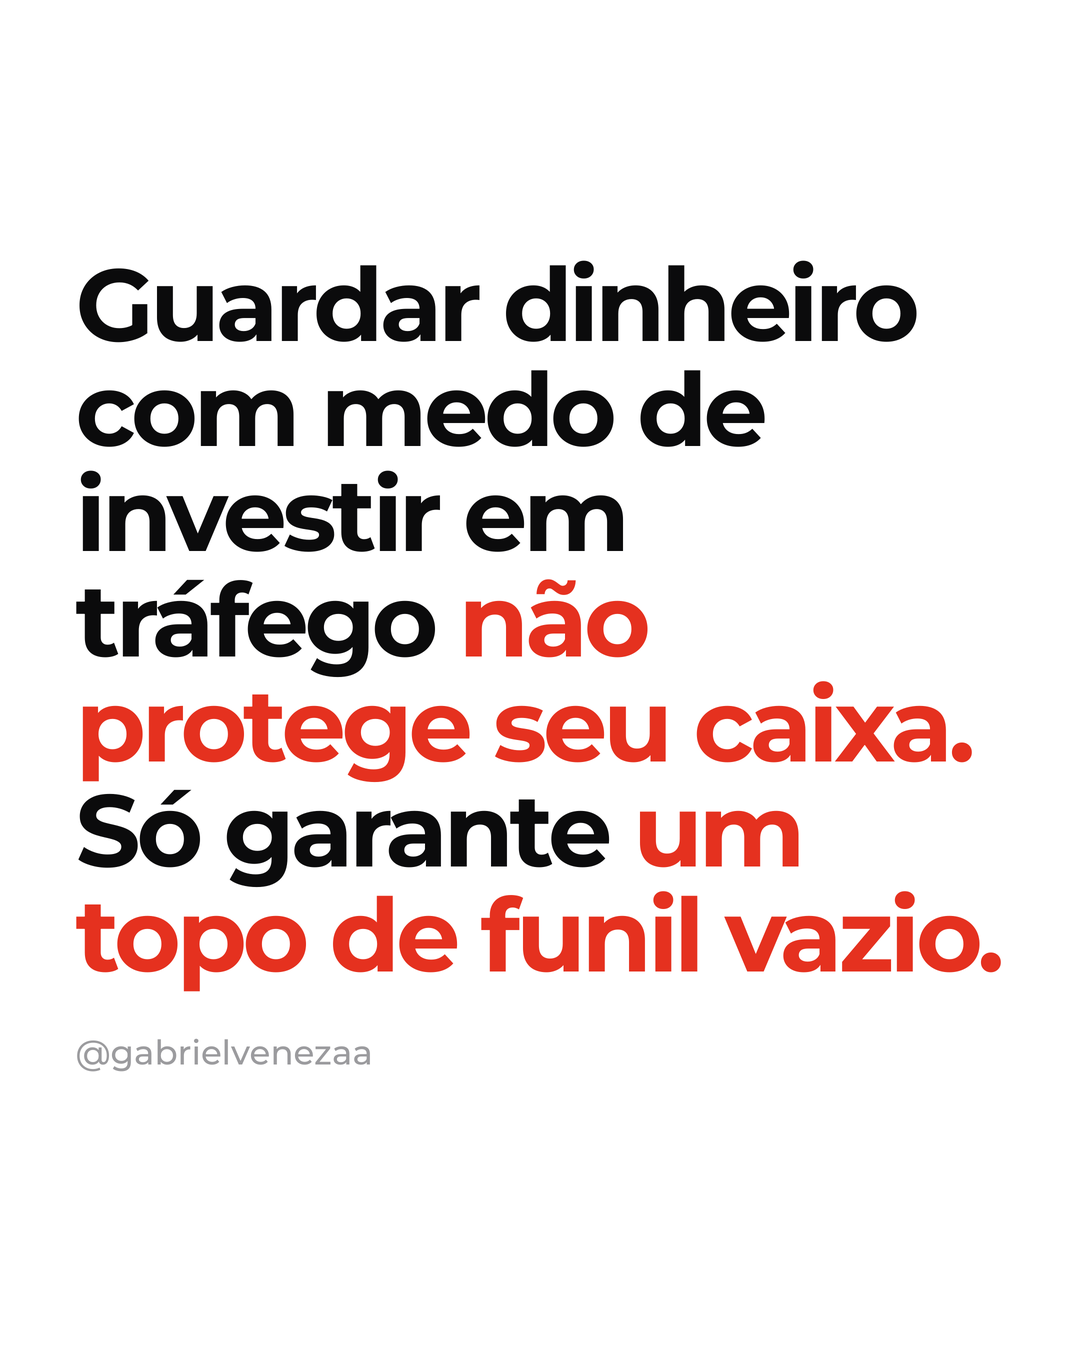 Guardar dinheiro
com medo de
investir em
tráfego não
protege seu caixa.
Só garante um
topo de funil vazio.
@gabrielvenezaa